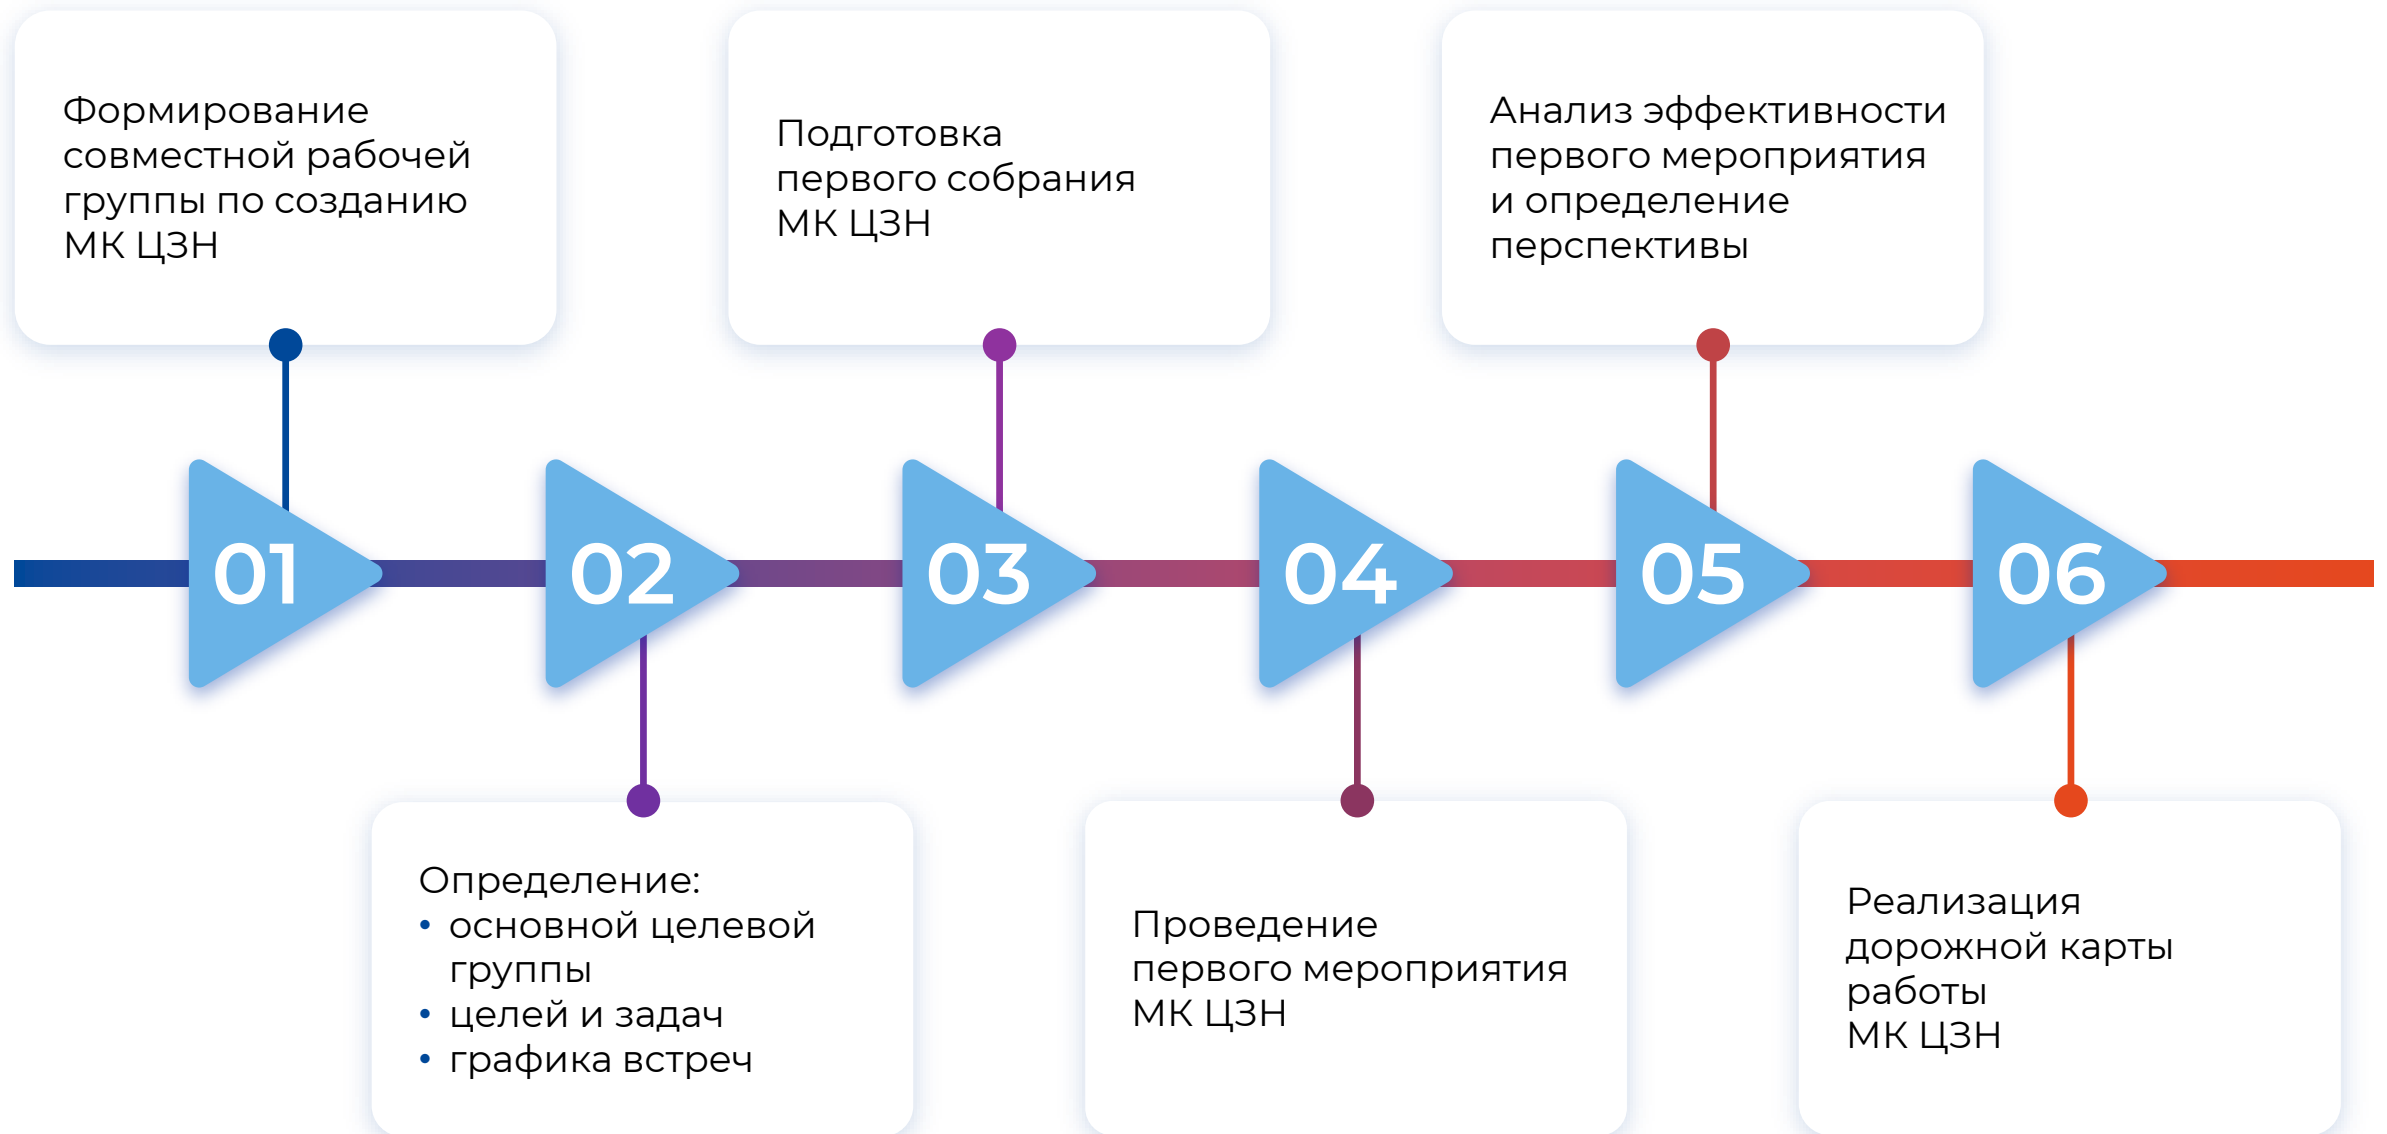 Формирование
совместной рабочей
группы по созданию
МК ЦЗН
Подготовка
первого собрания
МК ЦЗН
Анализ эффективности
первого мероприятия
и определение
перспективы
01
02
03
04
05
06
Определение:
• основной целевой
группы
• целей и задач
• графика встреч
Проведение
первого мероприятия
МК ЦЗН
Реализация
дорожной карты
работы
МК ЦЗН